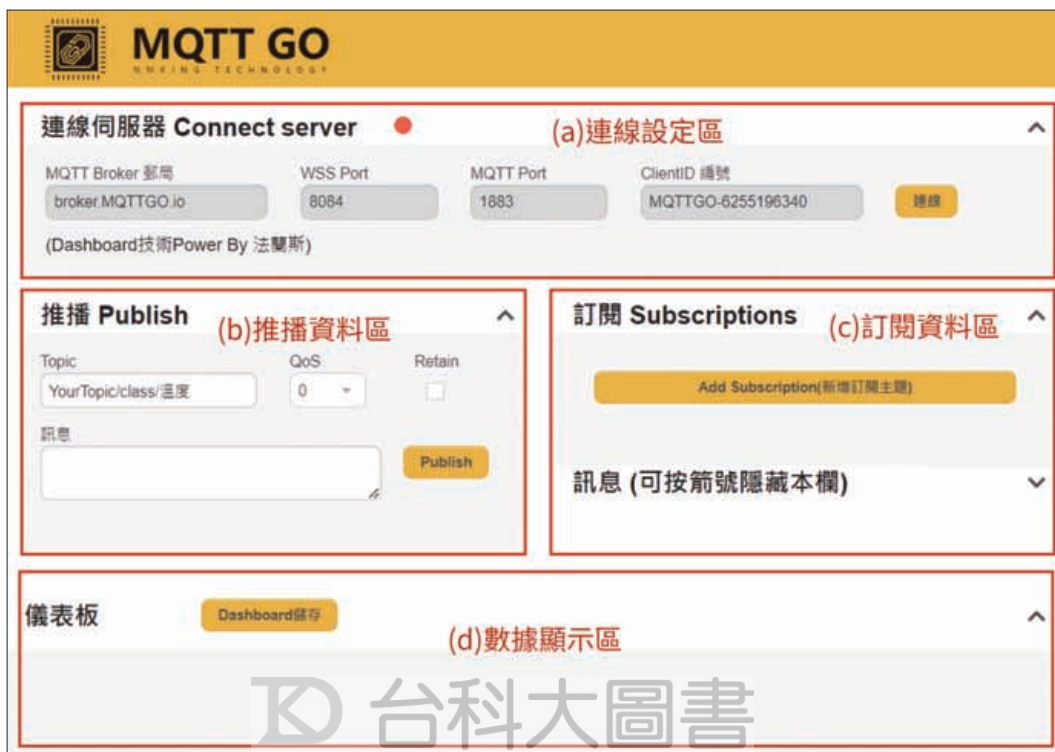 MQTT GO
NMKING TECHNOLOGY
連線伺服器 Connect server
(a)連線設定區
MQTT Broker 郵局
WSS Port
MQTT Port
ClientID 編號
broker.MQTTGO.io
8084
1883
MQTTGO-6255196340
連線
(Dashboard技術Power By 法蘭斯)
推播 Publish
(b)推播資料區
Topic
QoS
Retain
YourTopic/class/溫度
0
訊息
Publish
訂閱 Subscriptions
(c)訂閱資料區
Add Subscription(新增訂閱主題)
訊息 (可按箭號隱藏本欄)
儀表板
Dashboard儲存
(d)數據顯示區
台科大圖書